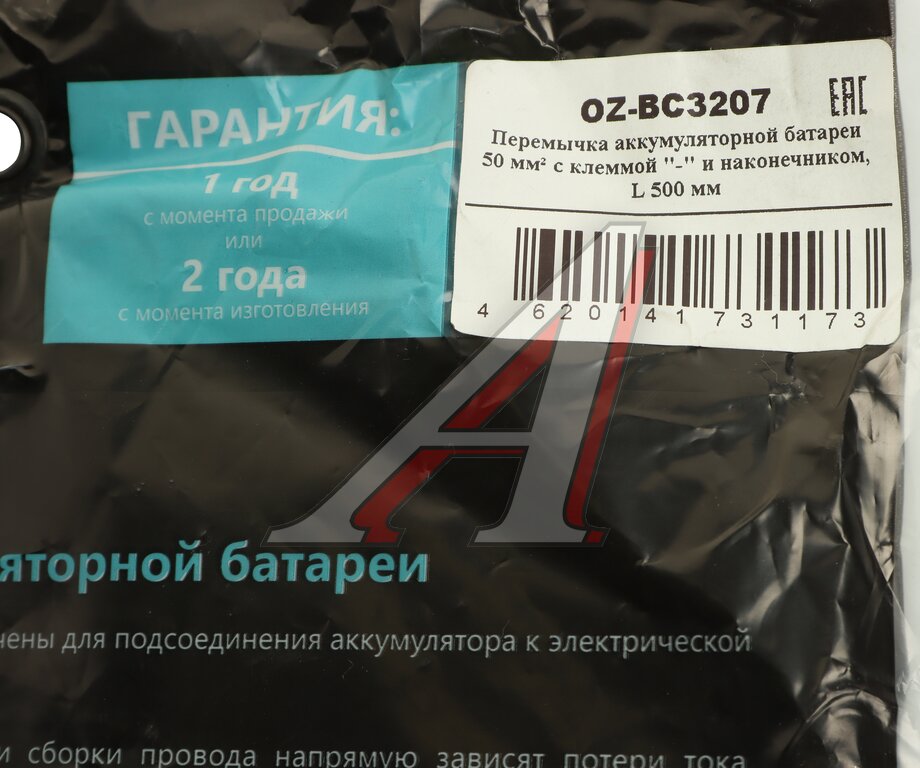 ГАРАНТИЯ:
1 год
с момента продажи
или
2 года
с момента изготовления
OZ-BC3207
EAC
Перемычка аккумуляторной батареи
50 мм² с клеммой "-" и наконечником,
L 500 мм
4 620141 731173
яторной батареи
чены для подсоединения аккумулятора к электрической
и сборки провода напрямую зависят потери тока